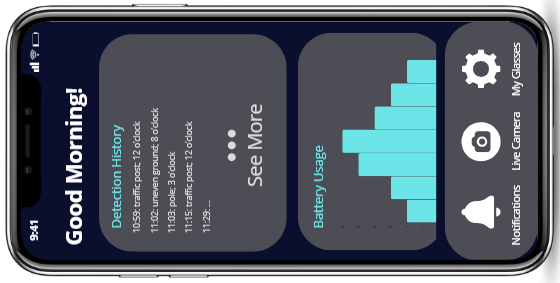 9:41
Good Morning!
Detection History
10:59: traffic post; 12 o'clock
11:02: uneven ground; 8 o'clock
11:03: pole; 3 o'clock
11:15: traffic post; 12 o'clock
11:29: ...
See More
Battery Usage
Notifications
Live Camera
My Glasses